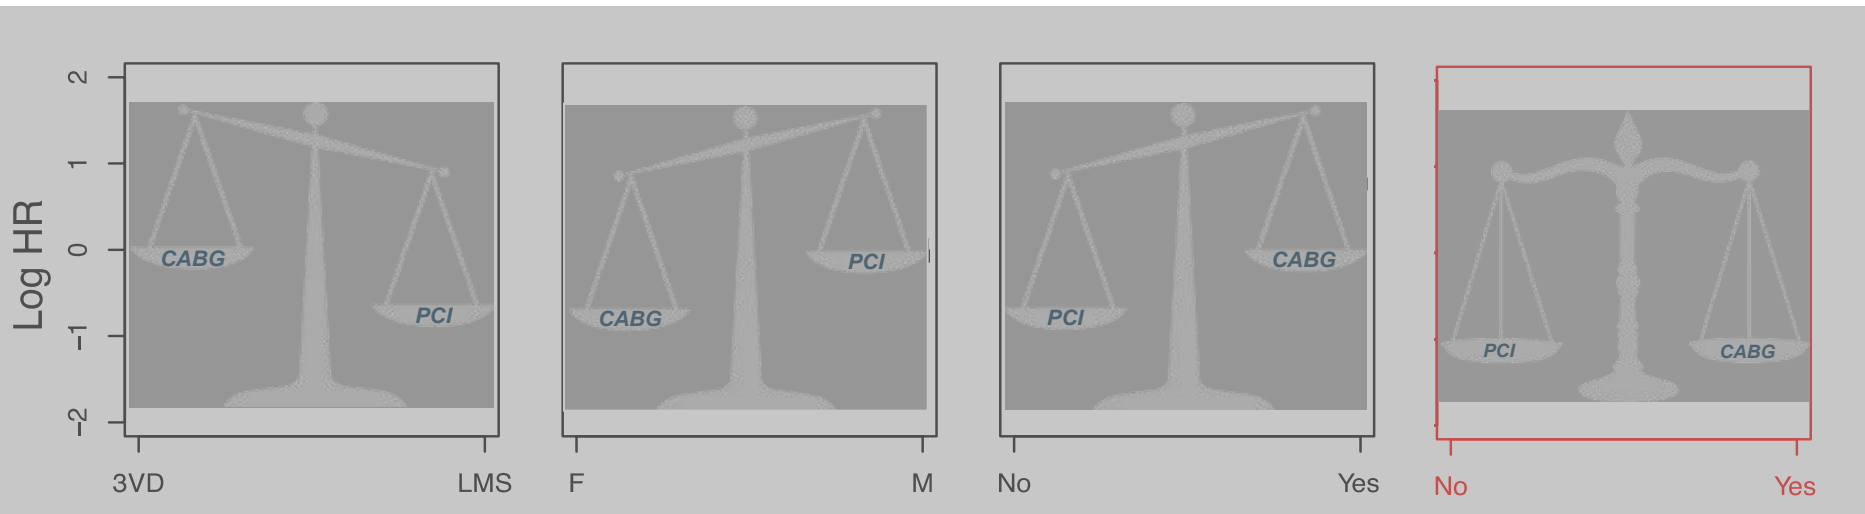 Log HR
2
1
0
−1
−2
CABG
PCI
3VD LMS
CABG
PCI
F M
PCI
CABG
No Yes
PCI
CABG
No Yes